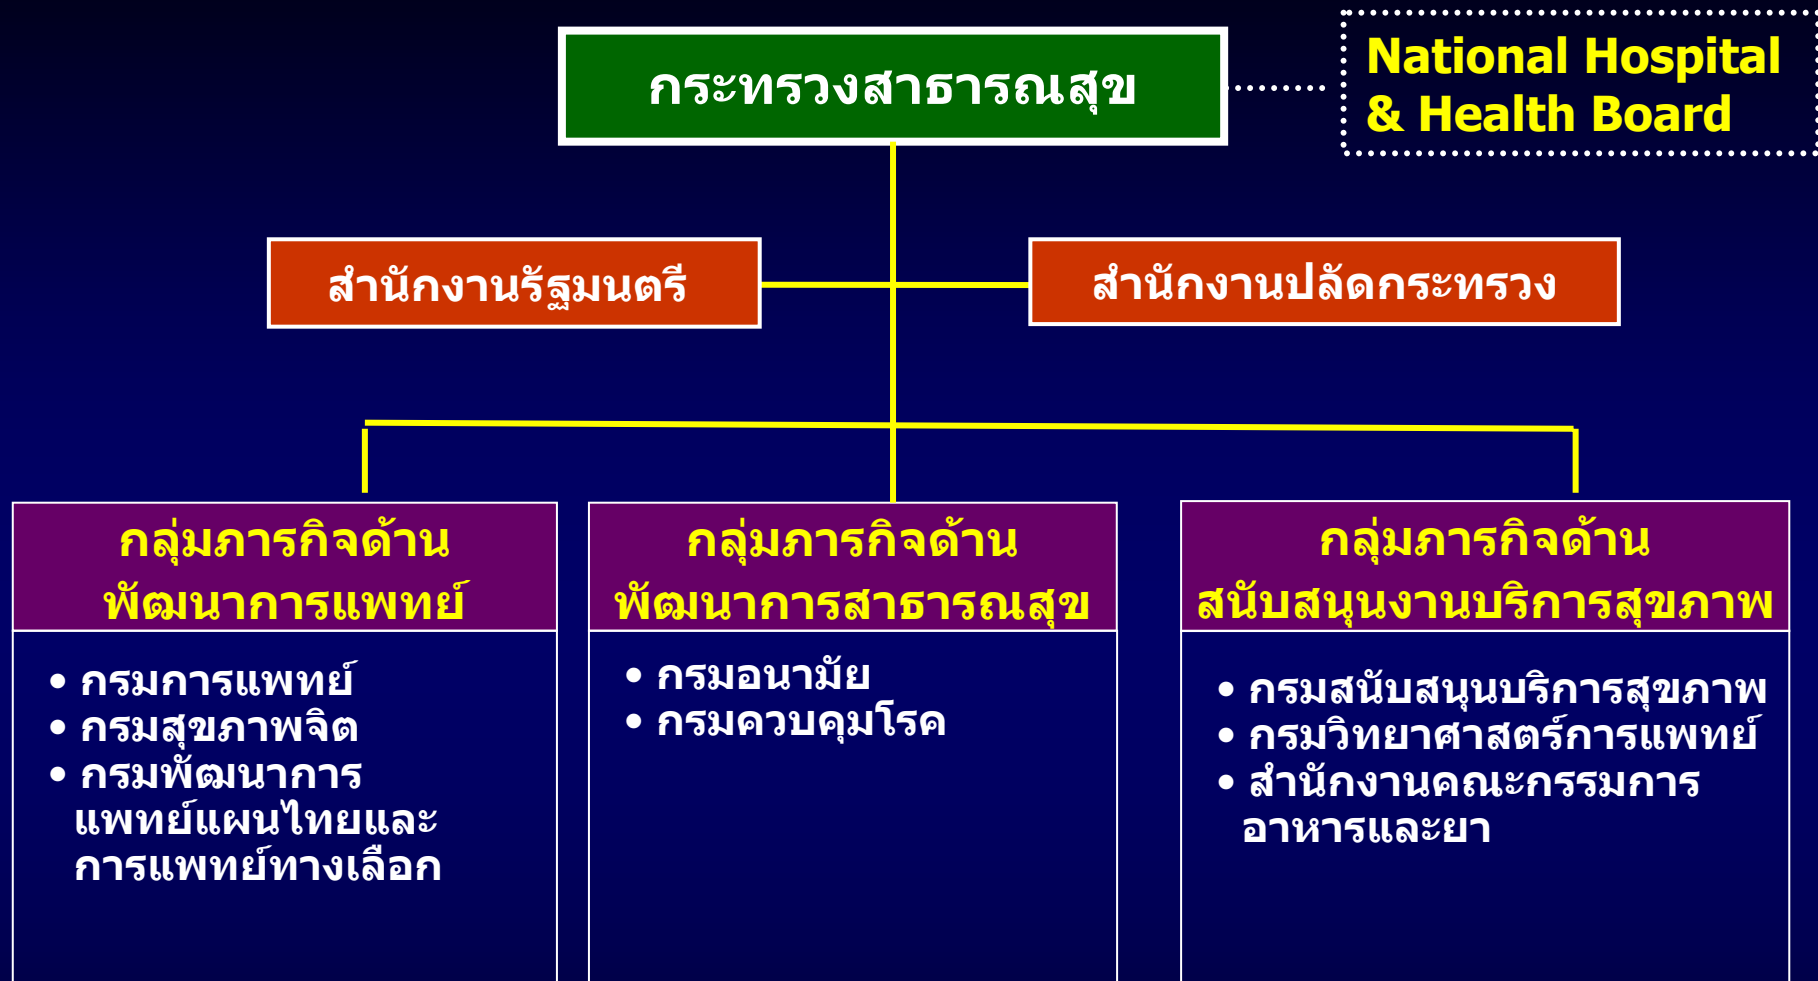 กระทรวงสาธารณสุข
National Hospital
& Health Board
สำนักงานรัฐมนตรี
สำนักงานปลัดกระทรวง
กลุ่มภารกิจด้าน
พัฒนาการแพทย์
• กรมการแพทย์
• กรมสุขภาพจิต
• กรมพัฒนาการ
แพทย์แผนไทยและ
การแพทย์ทางเลือก
กลุ่มภารกิจด้าน
พัฒนาการสาธารณสุข
• กรมอนามัย
• กรมควบคุมโรค
กลุ่มภารกิจด้าน
สนับสนุนงานบริการสุขภาพ
• กรมสนับสนุนบริการสุขภาพ
• กรมวิทยาศาสตร์การแพทย์
• สำนักงานคณะกรรมการ
อาหารและยา